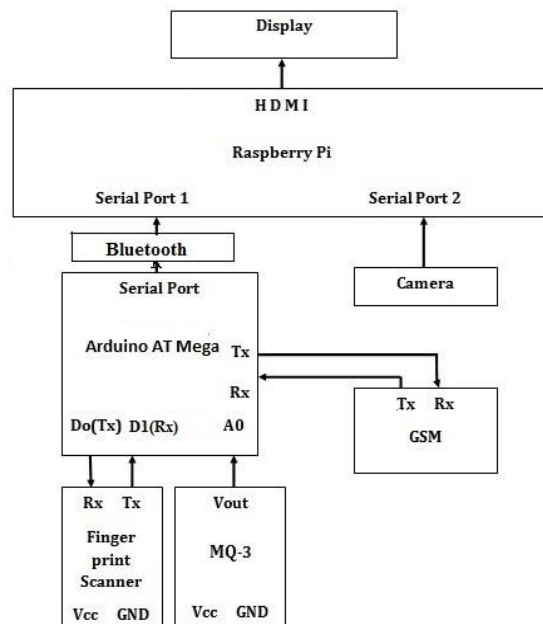 Display
H D M I
Raspberry Pi
Serial Port 1 Serial Port 2
Bluetooth
Camera
Serial Port
Arduino AT Mega
Tx
Rx
Do(Tx) D1(Rx) A0
Tx Rx
GSM
Rx Tx
Finger
print
Scanner
Vcc GND
Vout
MQ-3
Vcc GND